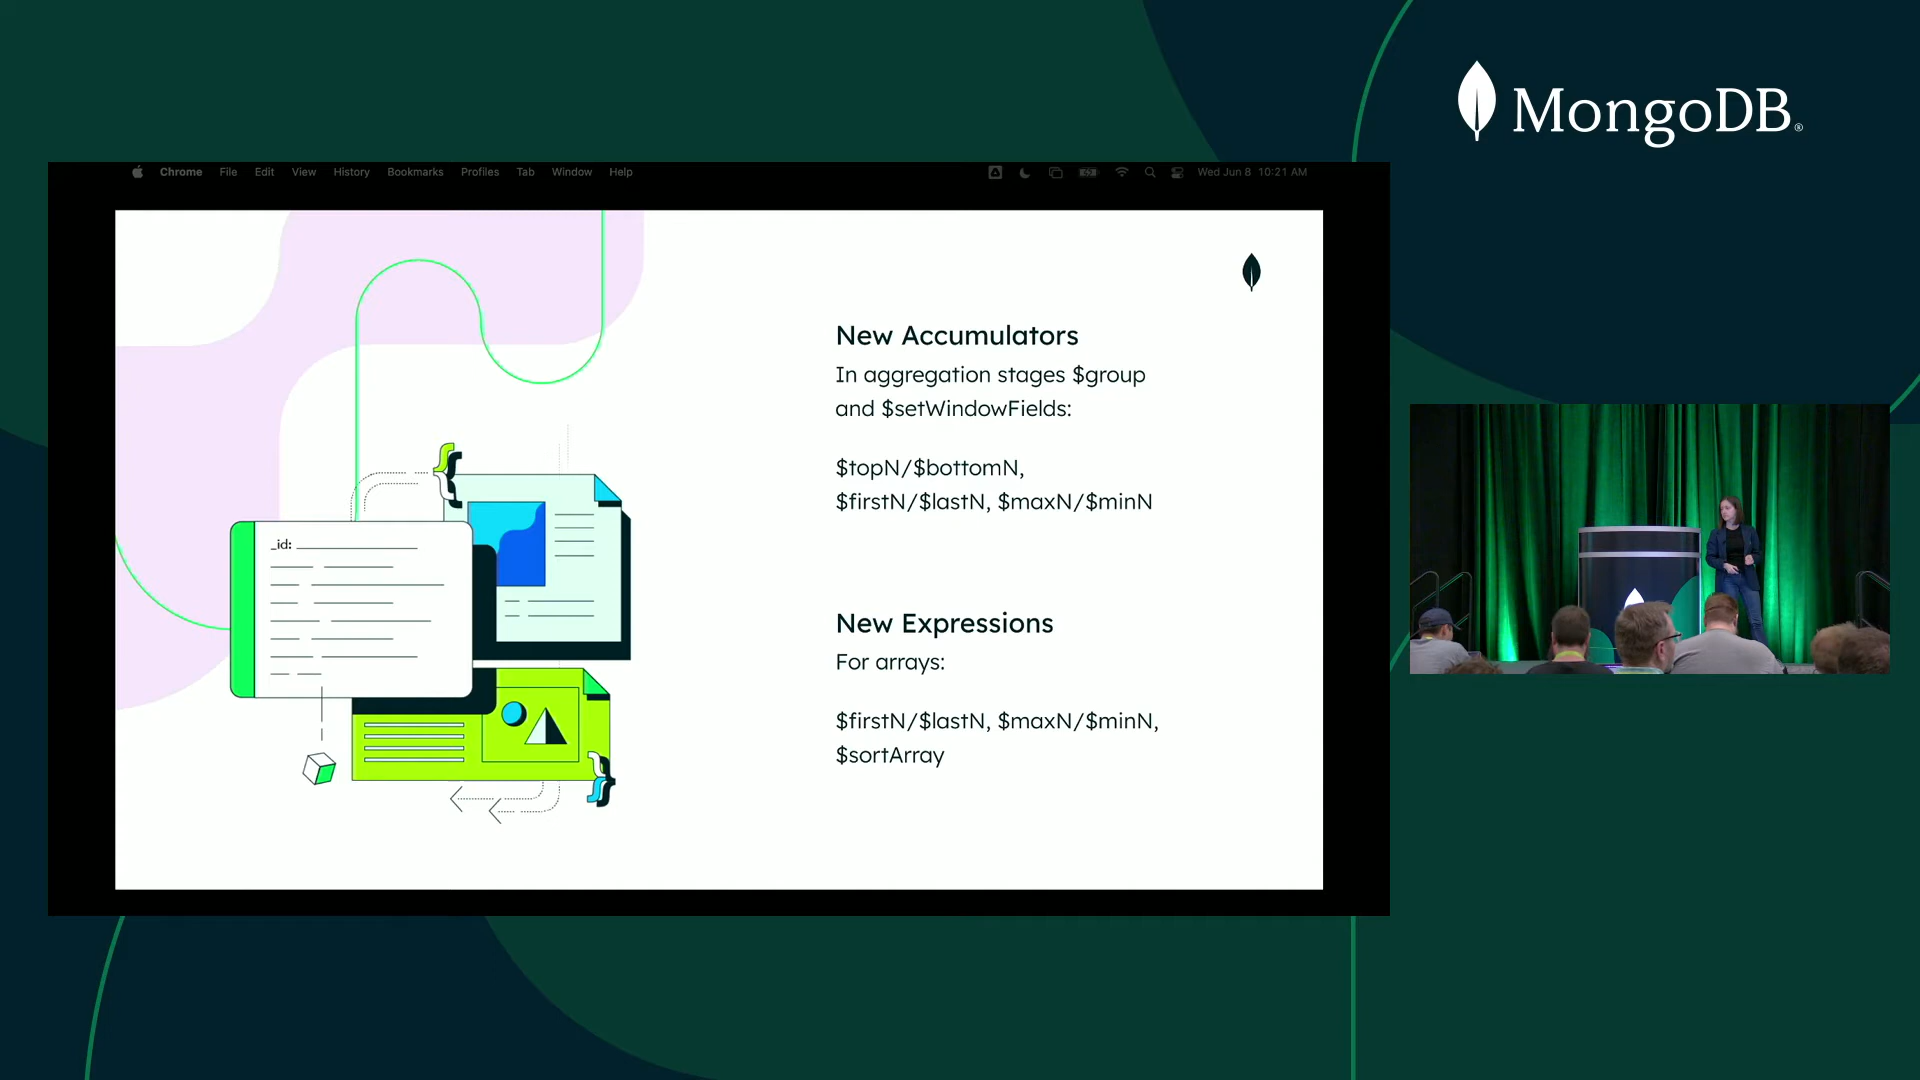 MongoDB®
Chrome File Edit View History Bookmarks Profiles Tab Window Help
Wed Jun 8 10:21 AM
New Accumulators
In aggregation stages $group
and $setWindowFields:
$topN/$bottomN,
$firstN/$lastN, $maxN/$minN
_id:
New Expressions
For arrays:
$firstN/$lastN, $maxN/$minN,
$sortArray